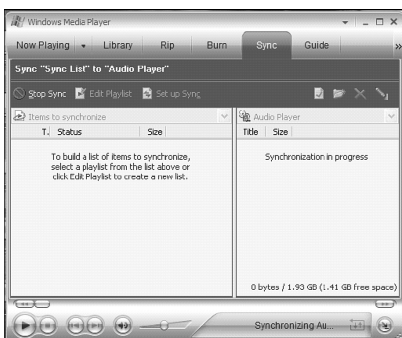 Windows Media Player
Now Playing Library Rip Burn Sync Guide »
Sync "Sync List" to "Audio Player"
Stop Sync Edit Playlist Set up Sync
Items to synchronize
Audio Player
T. Status Size
Title Size
To build a list of items to synchronize,
select a playlist from the list above or
click Edit Playlist to create a new list.
Synchronization in progress
0 bytes / 1.93 GB (1.41 GB free space)
Synchronizing Au...